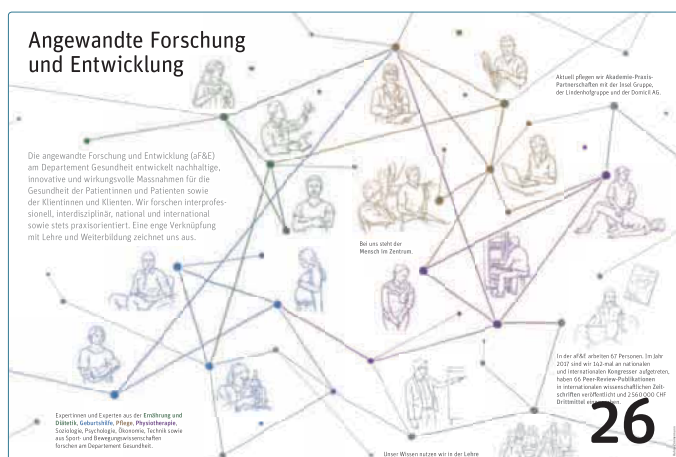 Angewandte Forschung
und Entwicklung
Aktuell pflegen wir Akademie-Praxis-
Partnerschaften mit der Insel Gruppe,
der Lindenhofgruppe und der Domicil AG.
Die angewandte Forschung und Entwicklung (aF&E)
am Departement Gesundheit entwickelt nachhaltige,
innovative und wirkungsvolle Massnahmen für die
Gesundheit der Patientinnen und Patienten sowie
der Klientinnen und Klienten. Wir forschen interprofes-
sionell, interdisziplinär, national und international
sowie stets praxisorientiert. Eine enge Verknüpfung
mit Lehre und Weiterbildung zeichnet uns aus.
Bei uns steht der
Mensch im Zentrum.
In der aF&E arbeiten 67 Personen. Im Jahr
2017 sind wir 142-mal an nationalen
und internationalen Kongressen aufgetreten,
haben 66 Peer-Review-Publikationen
in internationalen wissenschaftlichen Zeit-
schriften veröffentlicht und 2 560 000 CHF
Drittmittel
26
Expertinnen und Experten aus der Ernährung und
Diätetik, Geburtshilfe, Pflege, Physiotherapie,
Soziologie, Psychologie, Ökonomie, Technik sowie
aus Sport- und Bewegungswissenschaften
forschen am Departement Gesundheit.
Unser Wissen nutzen wir in der Lehre